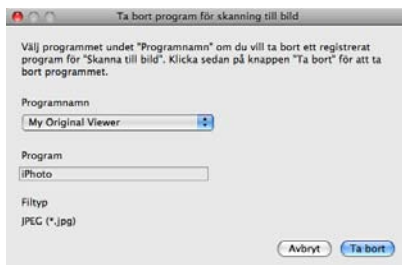 Ta bort program för skanning till bild
Välj programmet undet "Programnamn" om du vill ta bort ett registrerat
program för "Skanna till bild". Klicka sedan på knappen "Ta bort" för att ta
bort programmet.
Programnamn
My Original Viewer
Program
iPhoto
Filtyp
JPEG (*.jpg)
Avbryt
Ta bort